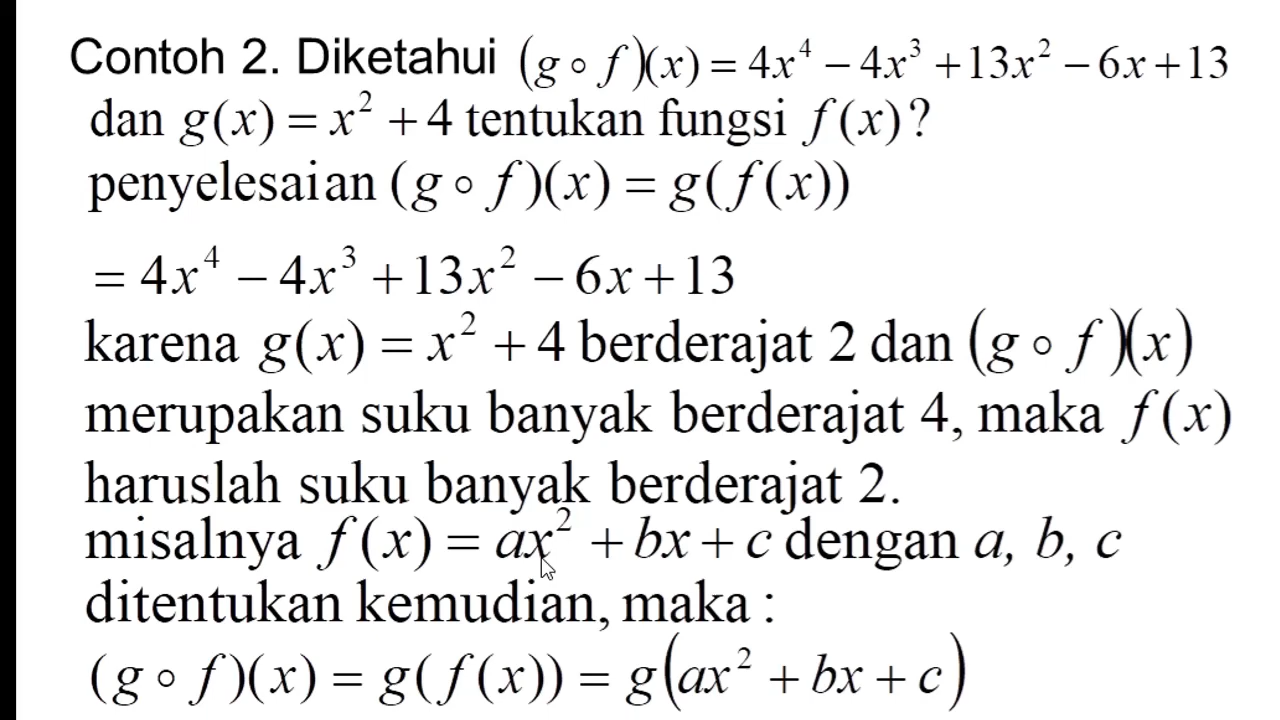 Contoh 2. Diketahui (g ∘ f)(x) = 4x⁴ − 4x³ + 13x² − 6x + 13
dan g(x) = x² + 4 tentukan fungsi f(x)?
penyelesaian (g ∘ f)(x) = g(f(x))
= 4x⁴ − 4x³ + 13x² − 6x + 13
karena g(x) = x² + 4 berderajat 2 dan (g ∘ f)(x)
merupakan suku banyak berderajat 4, maka f(x)
haruslah suku banyak berderajat 2.
misalnya f(x) = ax² + bx + c dengan a, b, c
ditentukan kemudian, maka :
(g ∘ f)(x) = g(f(x)) = g(ax² + bx + c)